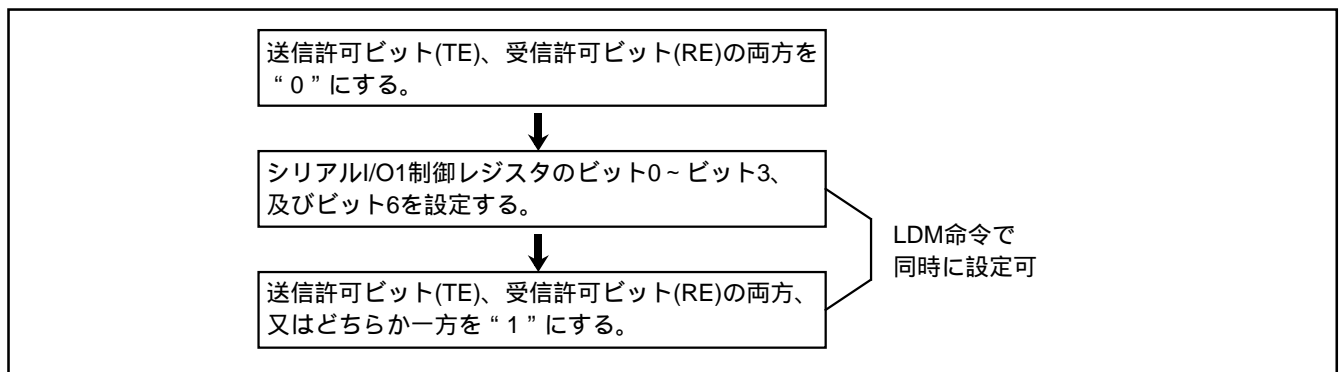 送信許可ビット(TE)、受信許可ビット(RE)の両方を
“0”にする。
シリアルI/O1制御レジスタのビット0~ビット3、
及びビット6を設定する。
LDM命令で
同時に設定可
送信許可ビット(TE)、受信許可ビット(RE)の両方、
又はどちらか一方を“1”にする。